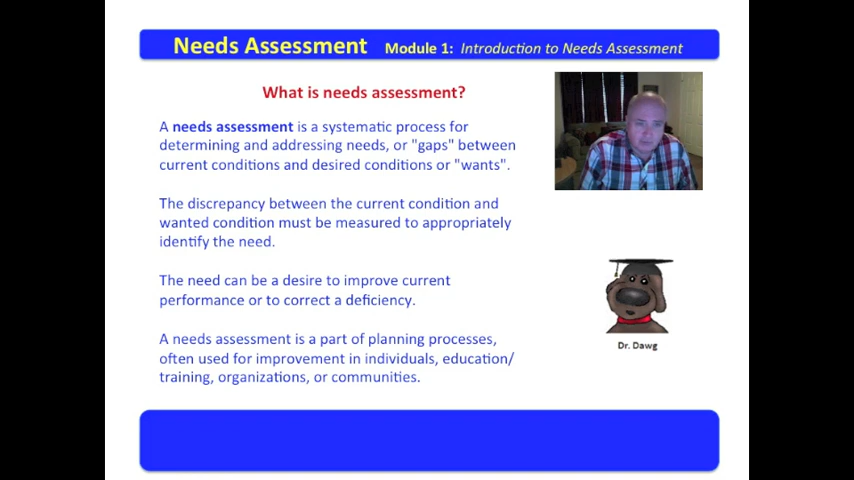 Needs Assessment Module 1: Introduction to Needs Assessment
What is needs assessment?
A needs assessment is a systematic process for
determining and addressing needs, or "gaps" between
current conditions and desired conditions or "wants".
The discrepancy between the current condition and
wanted condition must be measured to appropriately
identify the need.
The need can be a desire to improve current
performance or to correct a deficiency.
A needs assessment is a part of planning processes,
often used for improvement in individuals, education/
training, organizations, or communities.
Dr. Dawg